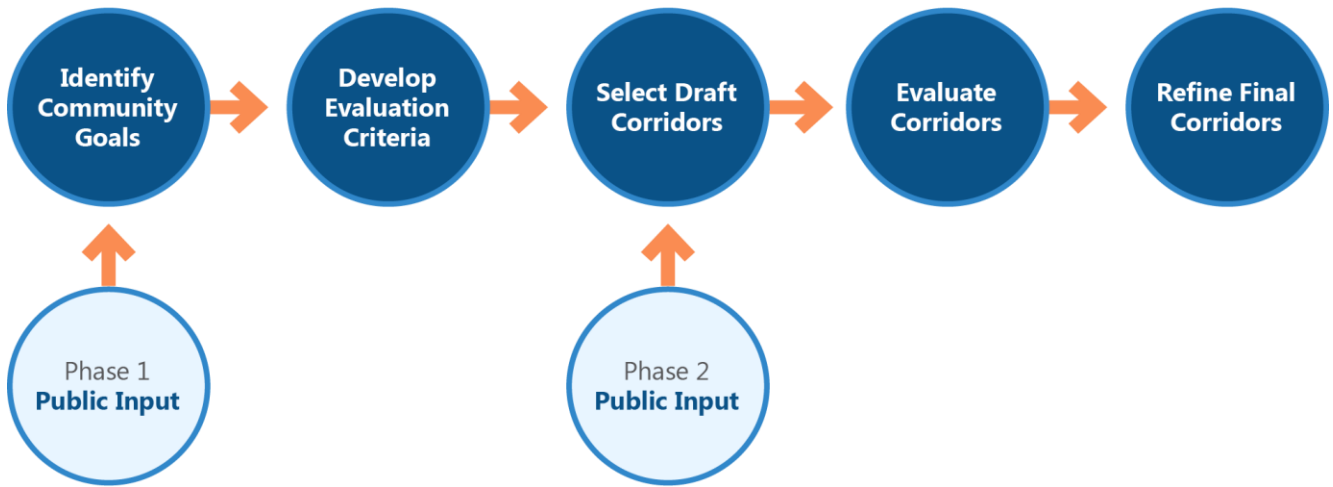 Identify
Community
Goals
Develop
Evaluation
Criteria
Select Draft
Corridors
Evaluate
Corridors
Refine Final
Corridors
Phase 1
Public Input
Phase 2
Public Input